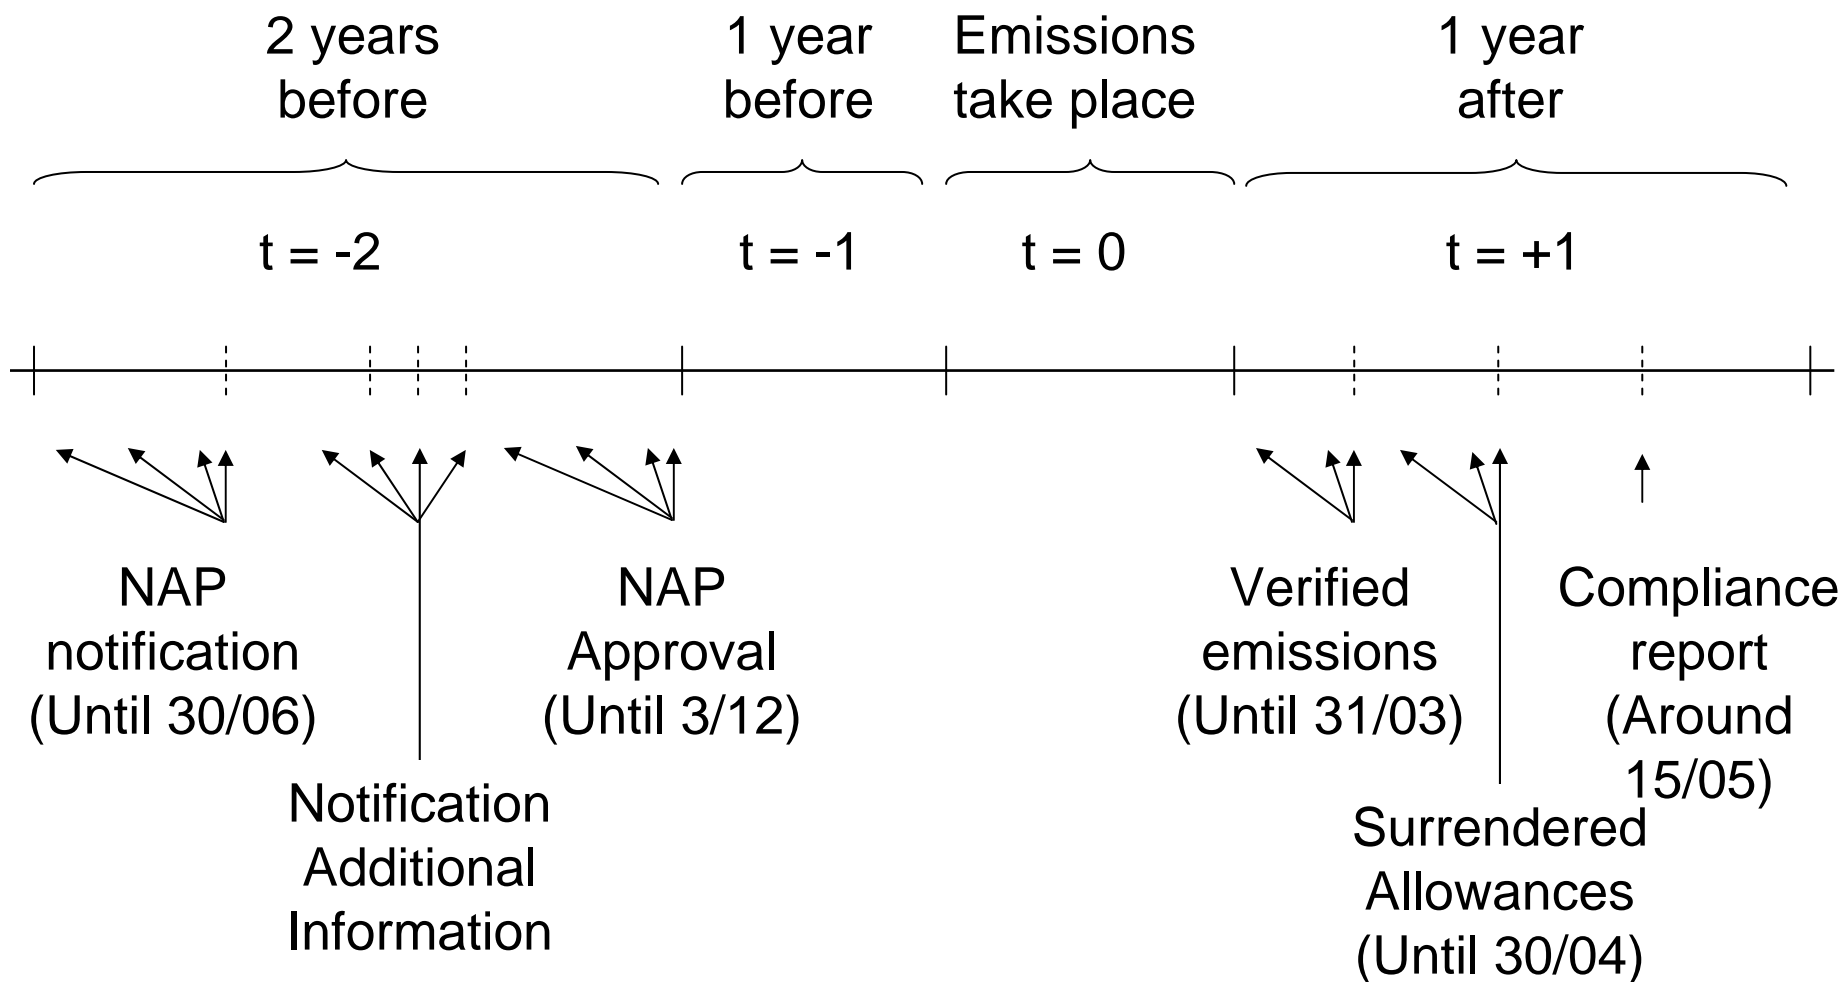 2 years
before
1 year
before
Emissions
take place
1 year
after
t = -2
t = -1
t = 0
t = +1
NAP
notification
(Until 30/06)
Notification
Additional
Information
NAP
Approval
(Until 3/12)
Verified
emissions
(Until 31/03)
Surrendered
Allowances
(Until 30/04)
Compliance
report
(Around
15/05)